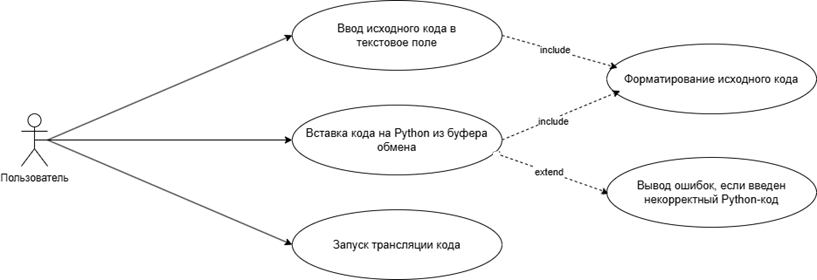 Ввод исходного кода в
текстовое поле
include
Форматирование исходного кода
include
Вставка кода на Python из буфера
обмена
Пользователь
extend
Вывод ошибок, если введен
некорректный Python-код
Запуск трансляции кода